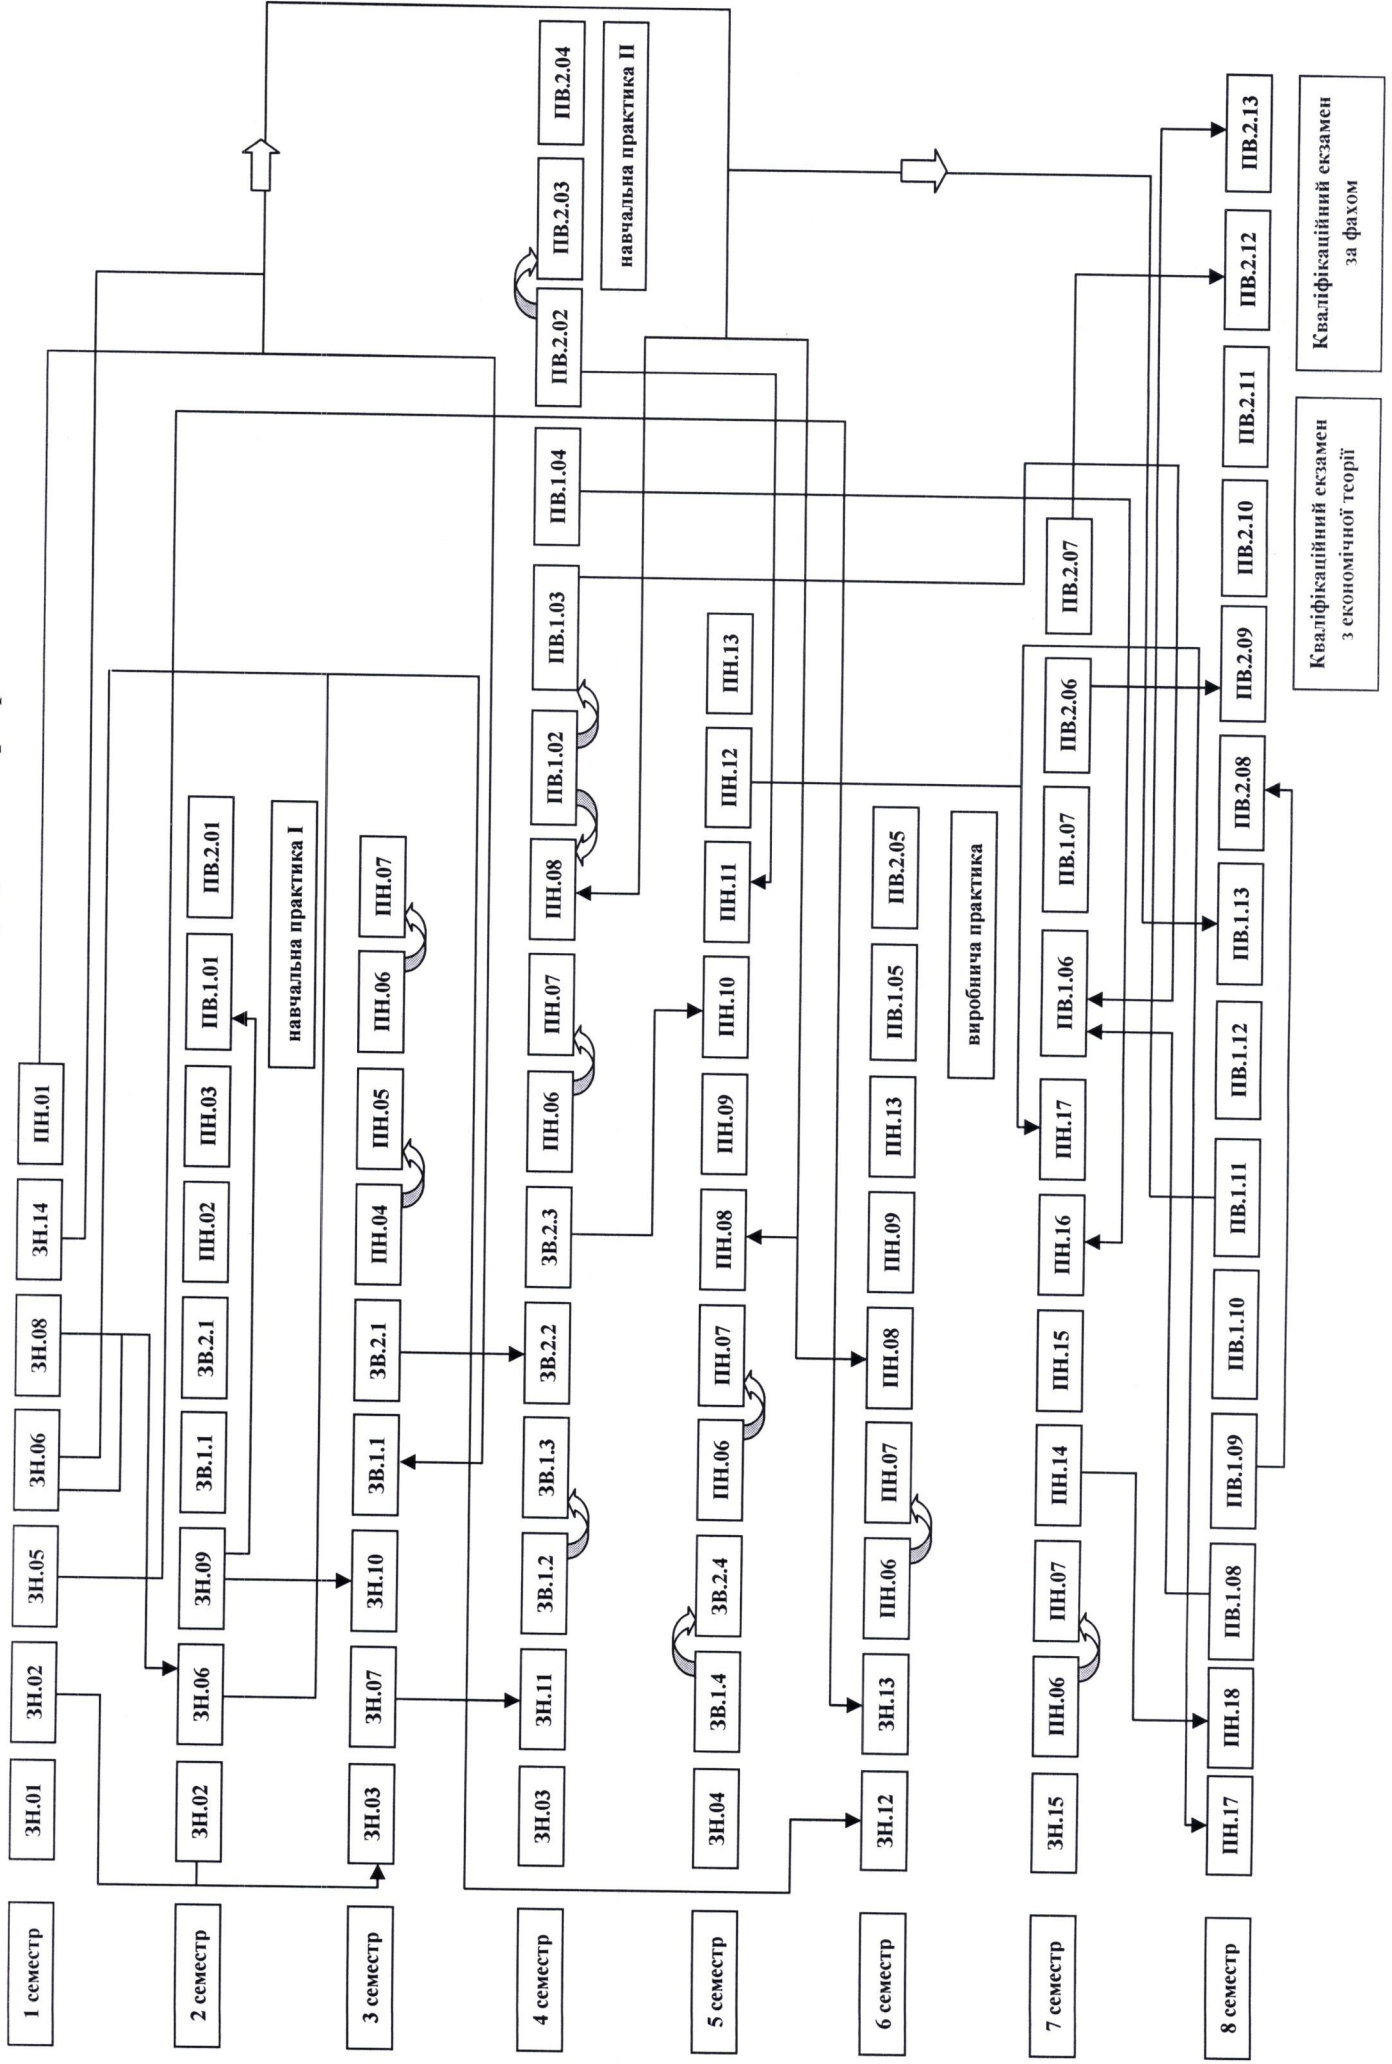 1 семестр
ЗН.01
ЗН.02
ЗН.05
ЗН.06
ЗН.08
ЗН.14
ПН.01
2 семестр
ЗН.02
ЗН.06
ЗН.09
ЗВ.1.1
ЗВ.2.1
ПН.02
ПН.03
ПВ.1.01
ПВ.2.01
навчальна практика I
3 семестр
ЗН.03
ЗН.07
ЗН.10
ЗВ.1.1
ЗВ.2.1
ПН.04
ПН.05
ПН.06
ПН.07
4 семестр
ЗН.03
ЗН.11
ЗВ.1.2
ЗВ.1.3
ЗВ.2.2
ЗВ.2.3
ПН.06
ПН.07
ПН.08
ПВ.1.02
ПВ.1.03
ПВ.1.04
ПВ.2.02
ПВ.2.03
ПВ.2.04
навчальна практика II
5 семестр
ЗН.04
ЗВ.1.4
ЗВ.2.4
ПН.06
ПН.07
ПН.08
ПН.09
ПН.10
ПН.11
ПН.12
ПН.13
6 семестр
ЗН.12
ЗН.13
ПН.06
ПН.07
ПН.08
ПН.09
ПН.13
ПВ.1.05
ПВ.2.05
виробнича практика
7 семестр
ЗН.15
ПН.06
ПН.07
ПН.14
ПН.15
ПН.16
ПН.17
ПВ.1.06
ПВ.1.07
ПВ.2.06
ПВ.2.07
8 семестр
ПН.17
ПН.18
ПВ.1.08
ПВ.1.09
ПВ.1.10
ПВ.1.11
ПВ.1.12
ПВ.1.13
ПВ.2.08
ПВ.2.09
ПВ.2.10
ПВ.2.11
ПВ.2.12
ПВ.2.13
Кваліфікаційний екзамен
з економічної теорії
Кваліфікаційний екзамен
за фахом